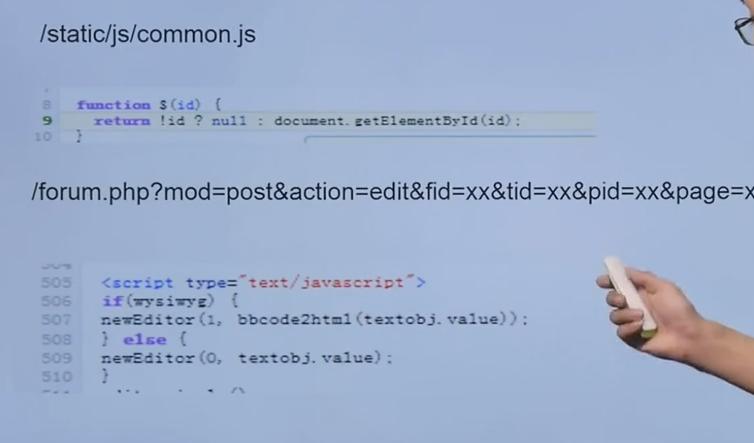 /static/js/common.js
8 function $(id) {
9 return !id ? null : document.getElementById(id);
10 }
/forum.php?mod=post&action=edit&fid=xx&tid=xx&pid=xx&page=x
505 <script type="text/javascript">
506 if(wysiwyg) {
507 newEditor(1, bbcode2html(textobj.value));
508 } else {
509 newEditor(0, textobj.value);
510 }